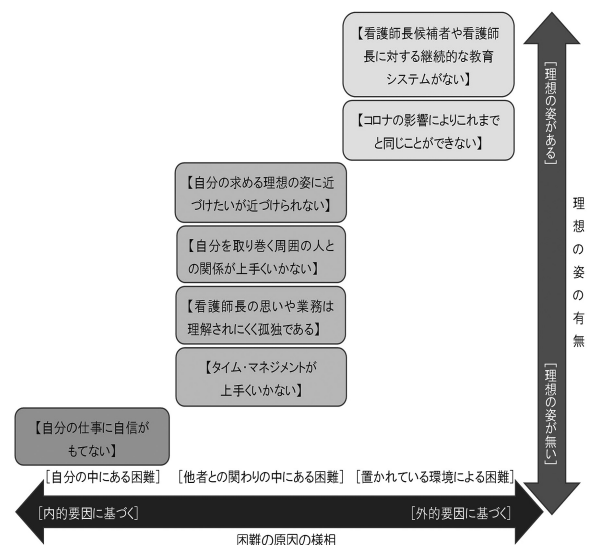 【看護師長候補者や看護師
長に対する継続的な教育
システムがない】
【コロナの影響によりこれまで
と同じことができない】
【自分の求める理想の姿に近
づけたいが近づけられない】
【自分を取り巻く周囲の人と
の関係が上手くいかない】
【看護師長の思いや業務は
理解されにくく孤独である】
【タイム・マネジメントが
上手くいかない】
【自分の仕事に自信が
もてない】
[理想の姿がある]
理想の姿の有無
[理想の姿が無い]
[自分の中にある困難]
[他者との関わりの中にある困難]
[置かれている環境による困難]
[内的要因に基づく]
[外的要因に基づく]
困難の原因の様相